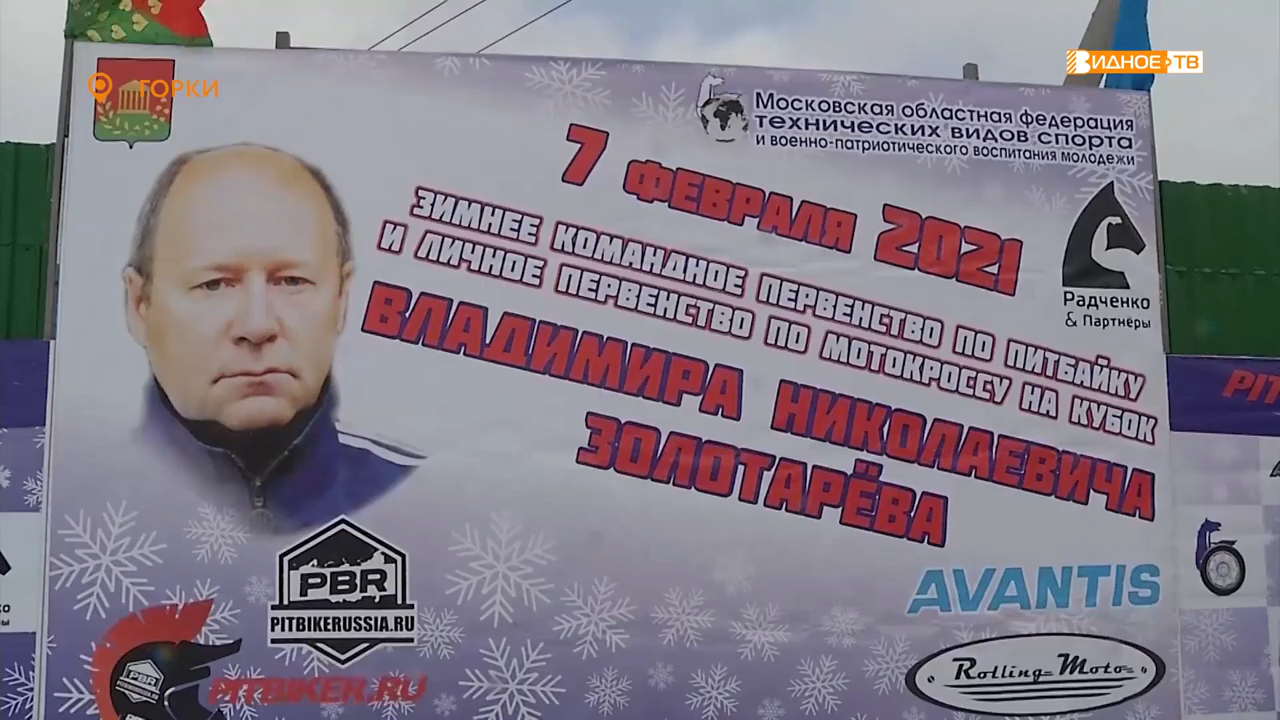 ГОРКИ
ВИДНОЕ ТВ
Московская областная федерация
технических видов спорта
и военно-патриотического воспитания молодежи
7 ФЕВРАЛЯ 2021
ЗИМНЕЕ КОМАНДНОЕ ПЕРВЕНСТВО ПО ПИТБАЙКУ
И ЛИЧНОЕ ПЕРВЕНСТВО ПО МОТОКРОССУ НА КУБОК
ВЛАДИМИРА НИКОЛАЕВИЧА
ЗОЛОТАРЁВА
Радченко
& Партнёры
PBR
PITBIKERUSSIA.RU
AVANTIS
Rolling Moto
PBR
PITBIKER.RU